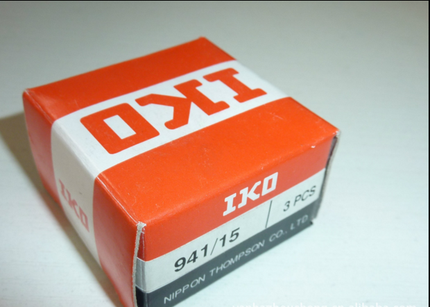 IKO
IKO
IKO
941/15 3 PCS
NIPPON THOMPSON CO., LTD.